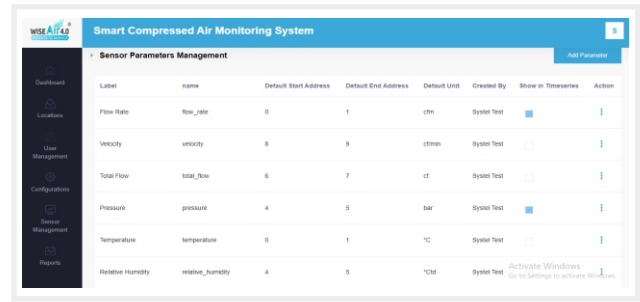 WISE Air 4.0
Smart Compressed Air Monitoring System
S
Sensor Parameters Management
Add Parameter
Dashboard
Locations
User Management
Configurations
Sensor Management
Reports
Label name Default Start Address Default End Address Default Unit Created By Show in Timeseries Action
Flow Rate flow_rate 0 1 cfm Systel Test
Velocity velocity 8 9 cf/min Systel Test
Total Flow total_flow 6 7 cf Systel Test
Pressure pressure 4 5 bar Systel Test
Temperature temperature 0 1 °C Systel Test
Relative Humidity relative_humidity 4 5 °Ctd Systel Test
Activate Windows
Go to Settings to activate Windows.